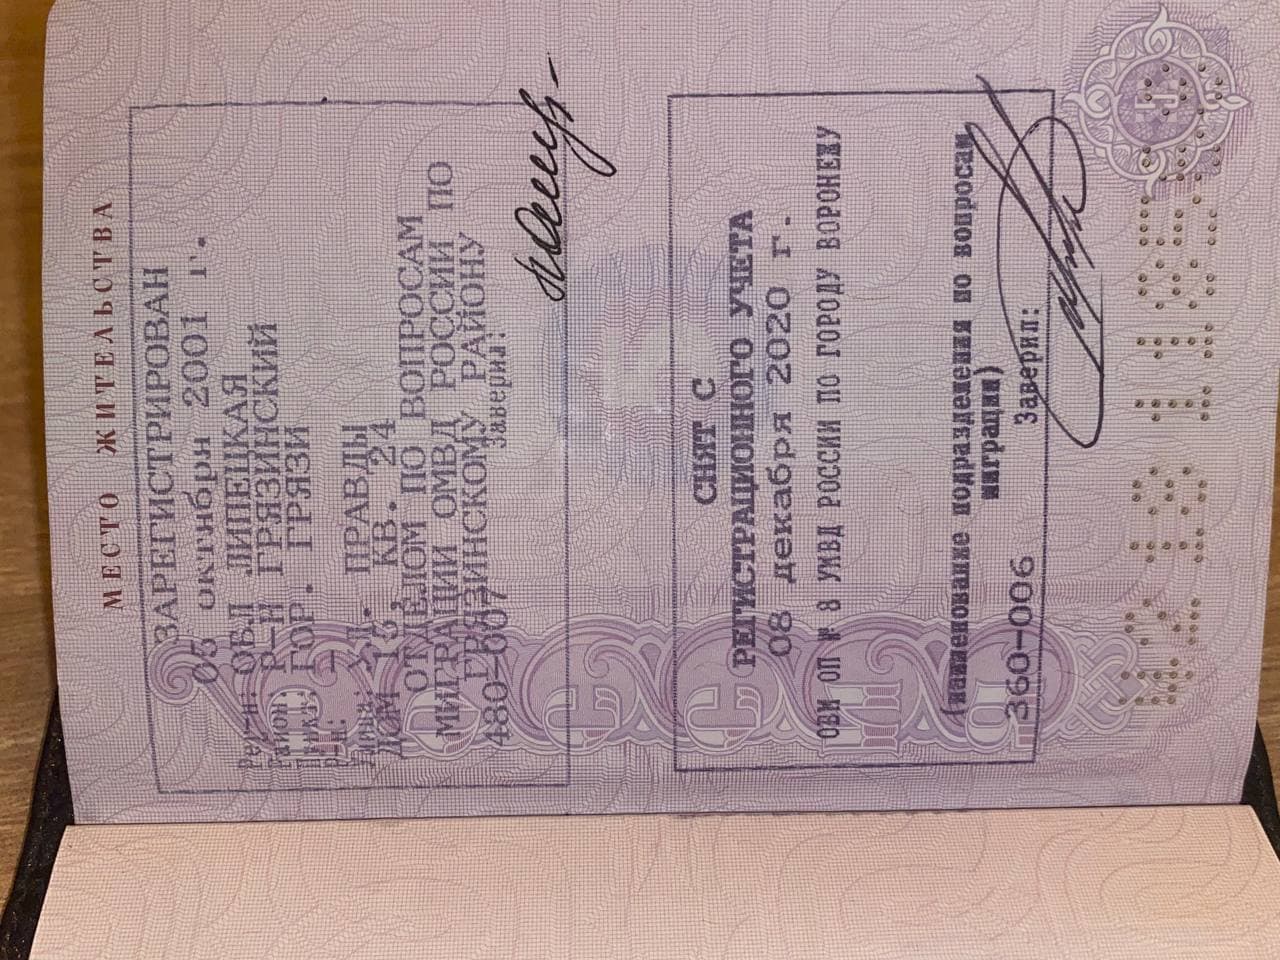 МЕСТО ЖИТЕЛЬСТВА
ЗАРЕГИСТРИРОВАН
05 октября 2001 г.
Рег-н: ОБЛ ЛИПЕЦКАЯ
Район: Р-Н ГРЯЗИНСКИЙ
Пункт: ГОР. ГРЯЗИ
Р-н: -
Улица: УЛ. ПРАВДЫ
ДОМ 15, КВ. 24
ОТДЕЛОМ ПО ВОПРОСАМ
МИГРАЦИИ ОМВД РОССИИ ПО
ГРЯЗИНСКОМУ РАЙОНУ
480-007 Заверил:
СНЯТ С
РЕГИСТРАЦИОННОГО УЧЕТА
08 декабря 2020 г.
ОВМ ОП № 8 УМВД РОССИИ ПО ГОРОДУ ВОРОНЕЖУ
(наименование подразделения по вопросам
миграции)
360-006 Заверил: